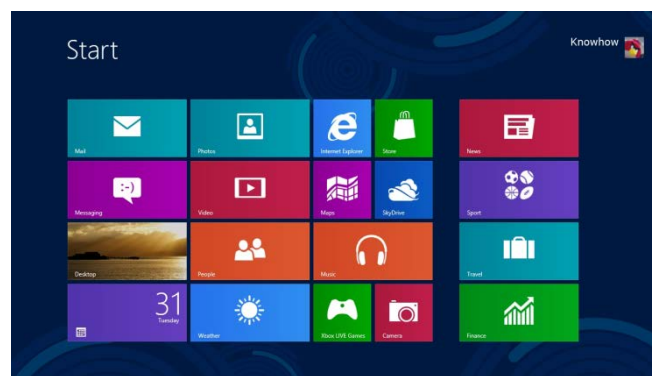 Start
Knowhow
Mail
Photos
Internet Explorer
Store
News
:-)
Messaging
Video
Maps
SkyDrive
Sport
Desktop
People
Music
Travel
31
Tuesday
Weather
Xbox LIVE Games
Camera
Finance